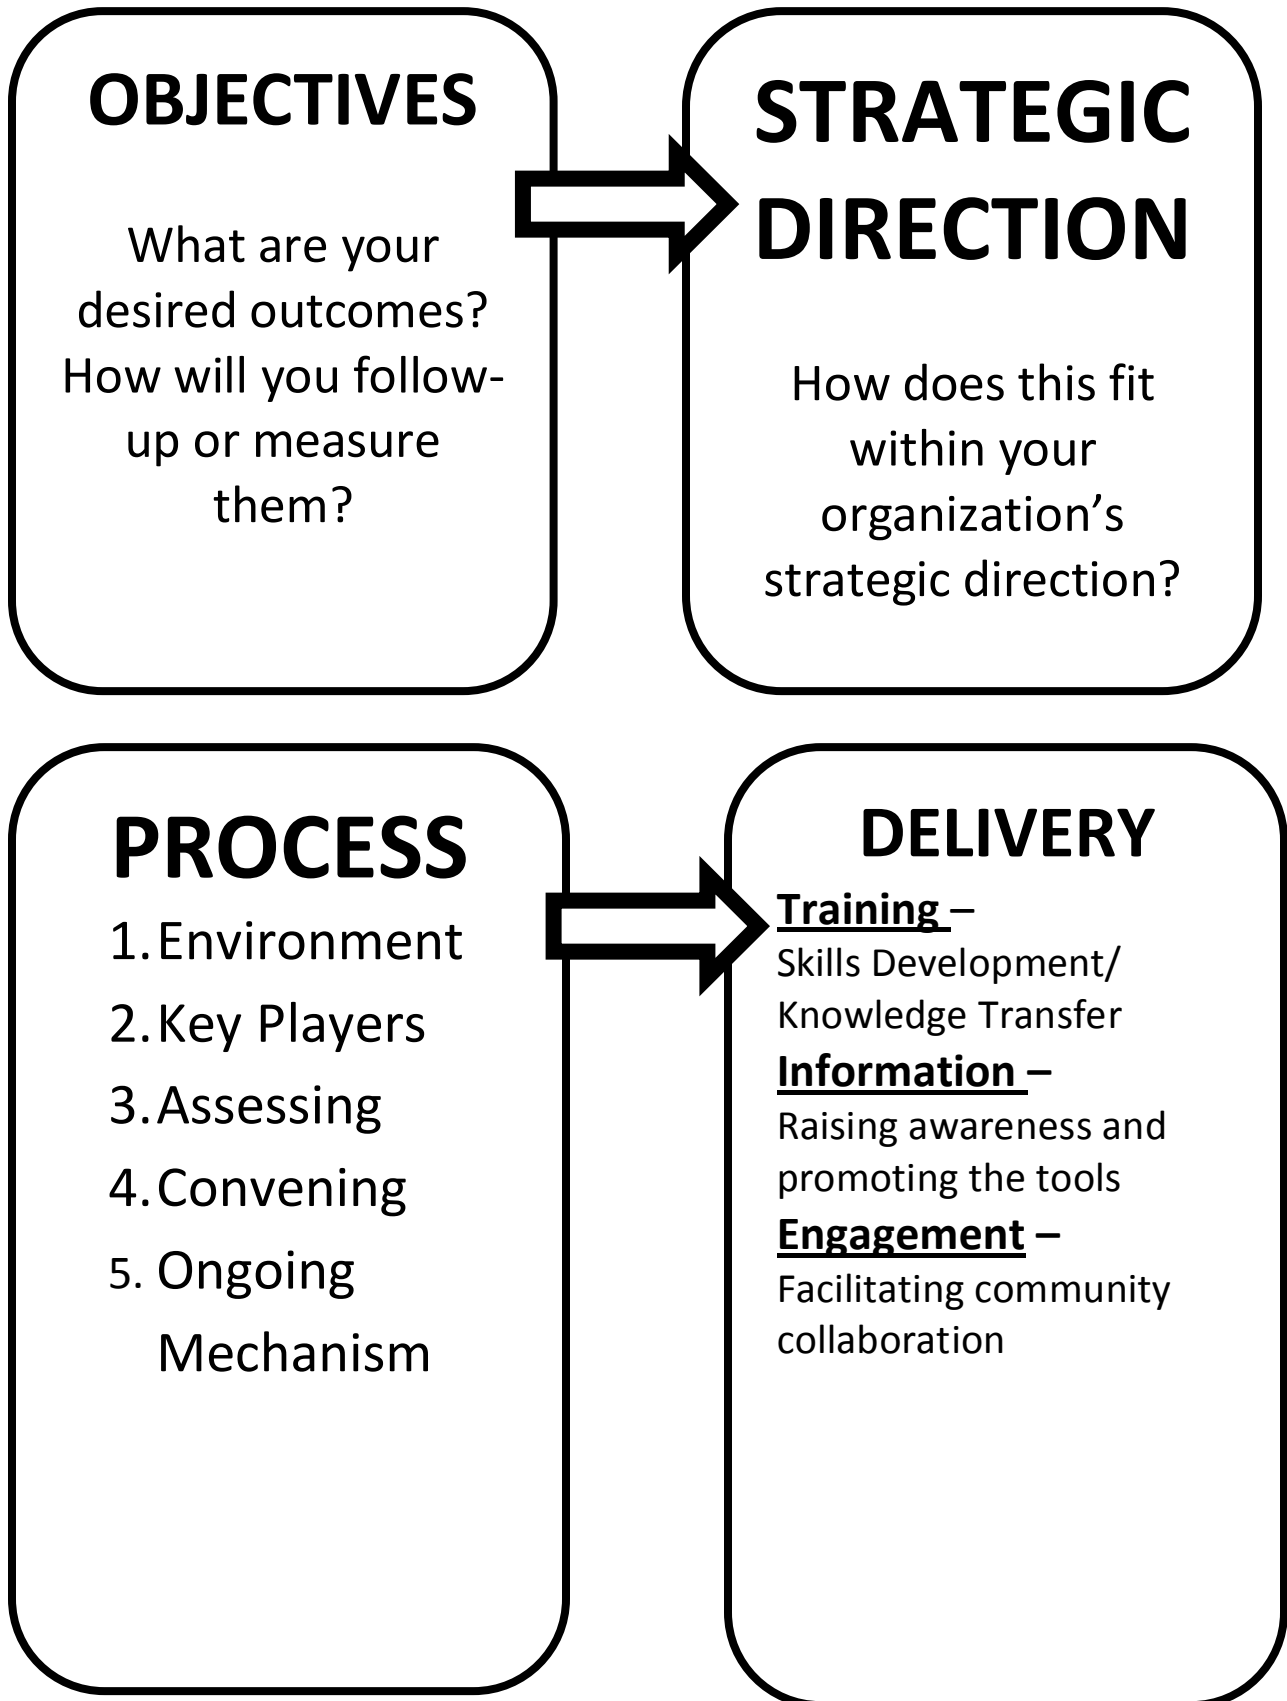 OBJECTIVES
What are your
desired outcomes?
How will you follow-
up or measure
them?
STRATEGIC
DIRECTION
How does this fit
within your
organization’s
strategic direction?
PROCESS
1. Environment
2. Key Players
3. Assessing
4. Convening
5. Ongoing
Mechanism
DELIVERY
Training –
Skills Development/
Knowledge Transfer
Information –
Raising awareness and
promoting the tools
Engagement –
Facilitating community
collaboration